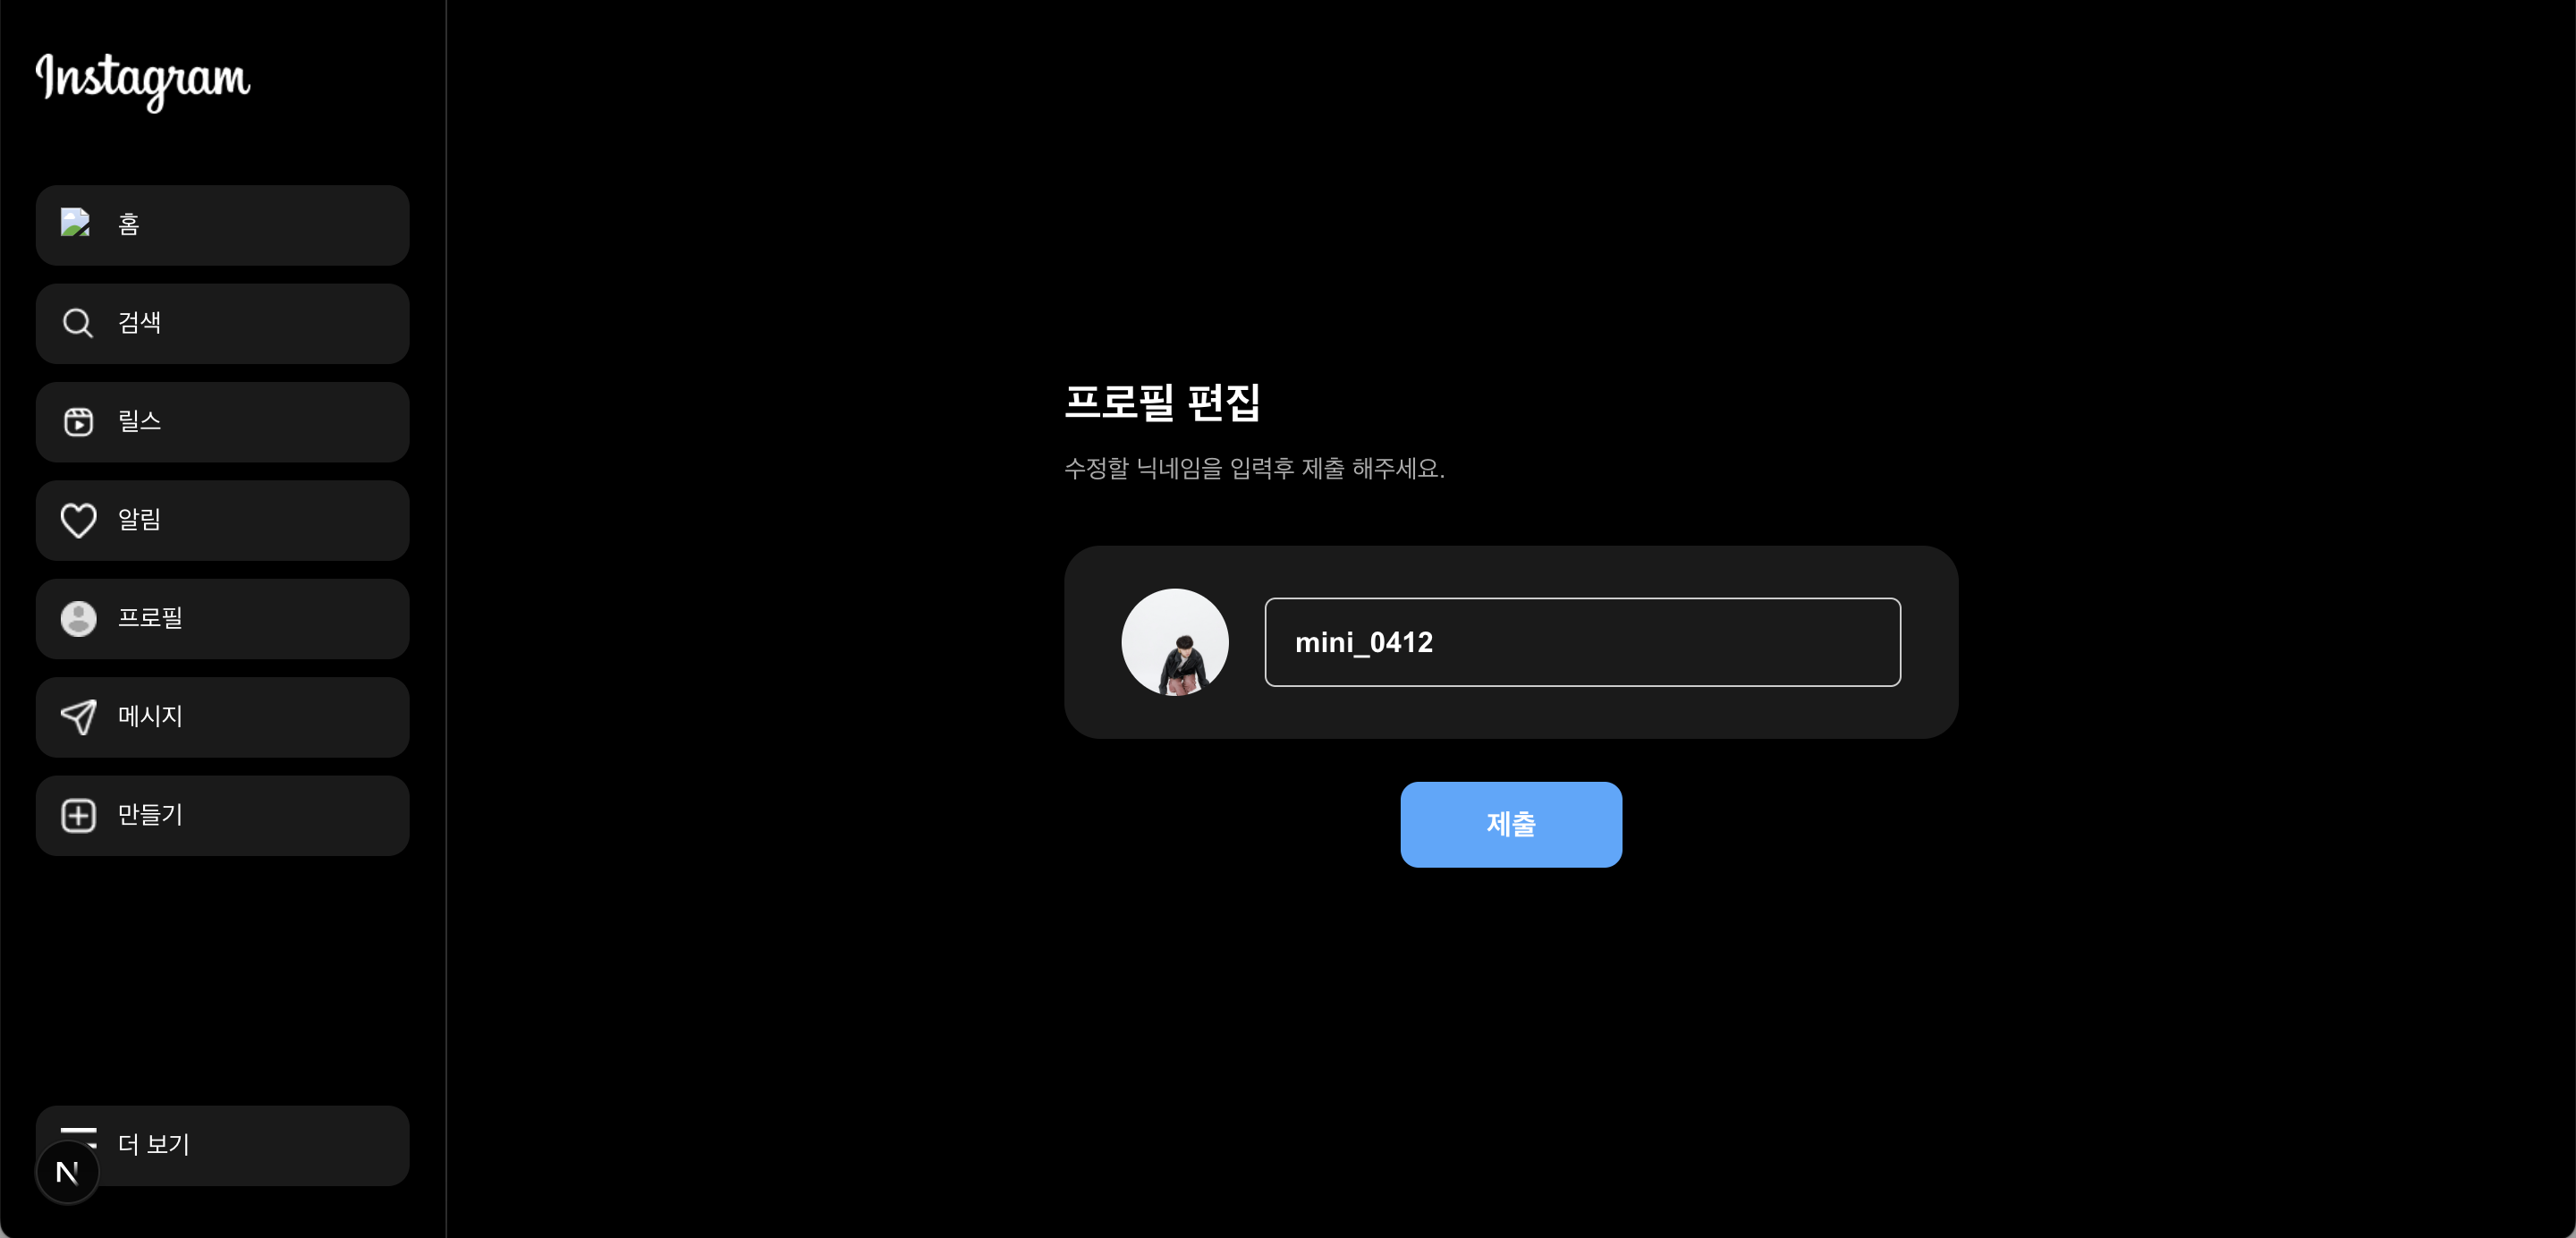 Instagram
홈
검색
릴스
알림
프로필
메시지
만들기
더 보기
N
프로필 편집
수정할 닉네임을 입력후 제출 해주세요.
mini_0412
제출